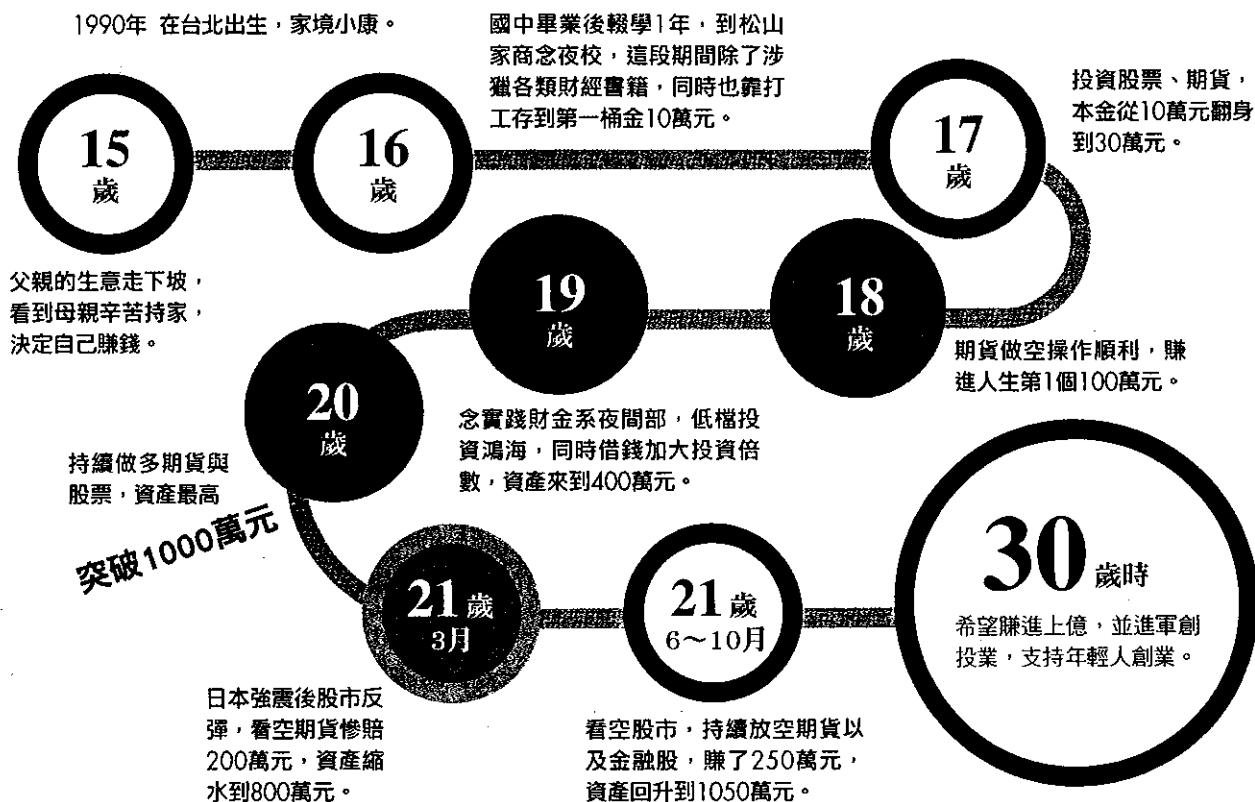 1990年 在台北出生，家境小康。
15
歲
父親的生意走下坡，
看到母親辛苦持家，
決定自己賺錢。
16
歲
國中畢業後輟學1年，到松山
家商念夜校，這段期間除了涉
獵各類財經書籍，同時也靠打
工存到第一桶金10萬元。
17
歲
投資股票、期貨，
本金從10萬元翻身
到30萬元。
18
歲
期貨做空操作順利，賺
進人生第1個100萬元。
19
歲
念實踐財金系夜間部，低檔投
資鴻海，同時借錢加大投資倍
數，資產來到400萬元。
20
歲
持續做多期貨與
股票，資產最高
突破1000萬元
21歲
3月
日本強震後股市反
彈，看空期貨慘賠
200萬元，資產縮
水到800萬元。
21歲
6～10月
看空股市，持續放空期貨以
及金融股，賺了250萬元，
資產回升到1050萬元。
30歲時
希望賺進上億，並進軍創
投業，支持年輕人創業。